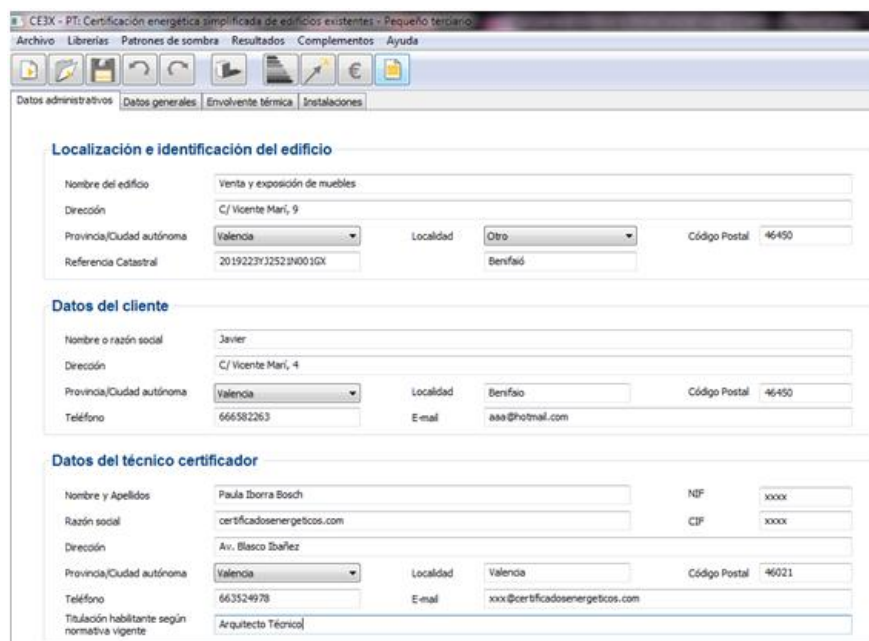 CE3X - PT: Certificación energética simplificada de edificios existentes - Pequeño terciario
Archivo Librerías Patrones de sombra Resultados Complementos Ayuda
€
Datos administrativos Datos generales Envolvente térmica Instalaciones
Localización e identificación del edificio
Nombre del edificio Venta y exposición de muebles
Dirección C/ Vicente Marí, 9
Provincia/Ciudad autónoma Valencia Localidad Otro Código Postal 46450
Referencia Catastral 2019223YJ2521N001GX Benifaió
Datos del cliente
Nombre o razón social Javier
Dirección C/ Vicente Marí, 4
Provincia/Ciudad autónoma Valencia Localidad Benifaio Código Postal 46450
Teléfono 666582263 E-mail aaa@hotmail.com
Datos del técnico certificador
Nombre y Apellidos Paula Iborra Bosch NIF xxxx
Razón social certificadosenergeticos.com CIF xxxx
Dirección Av. Blasco Ibañez
Provincia/Ciudad autónoma Valencia Localidad Valencia Código Postal 46021
Teléfono 663524978 E-mail xxx@certificadosenergeticos.com
Titulación habilitante según
normativa vigente Arquitecto Técnico